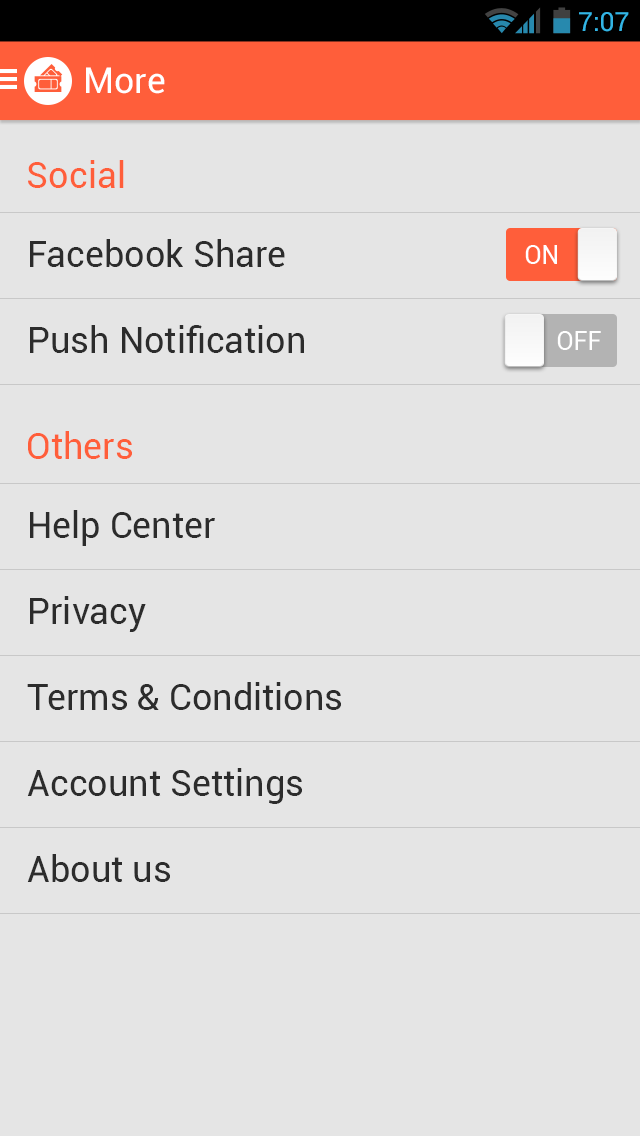 7:07
More
Social
Facebook Share ON
Push Notification OFF
Others
Help Center
Privacy
Terms & Conditions
Account Settings
About us